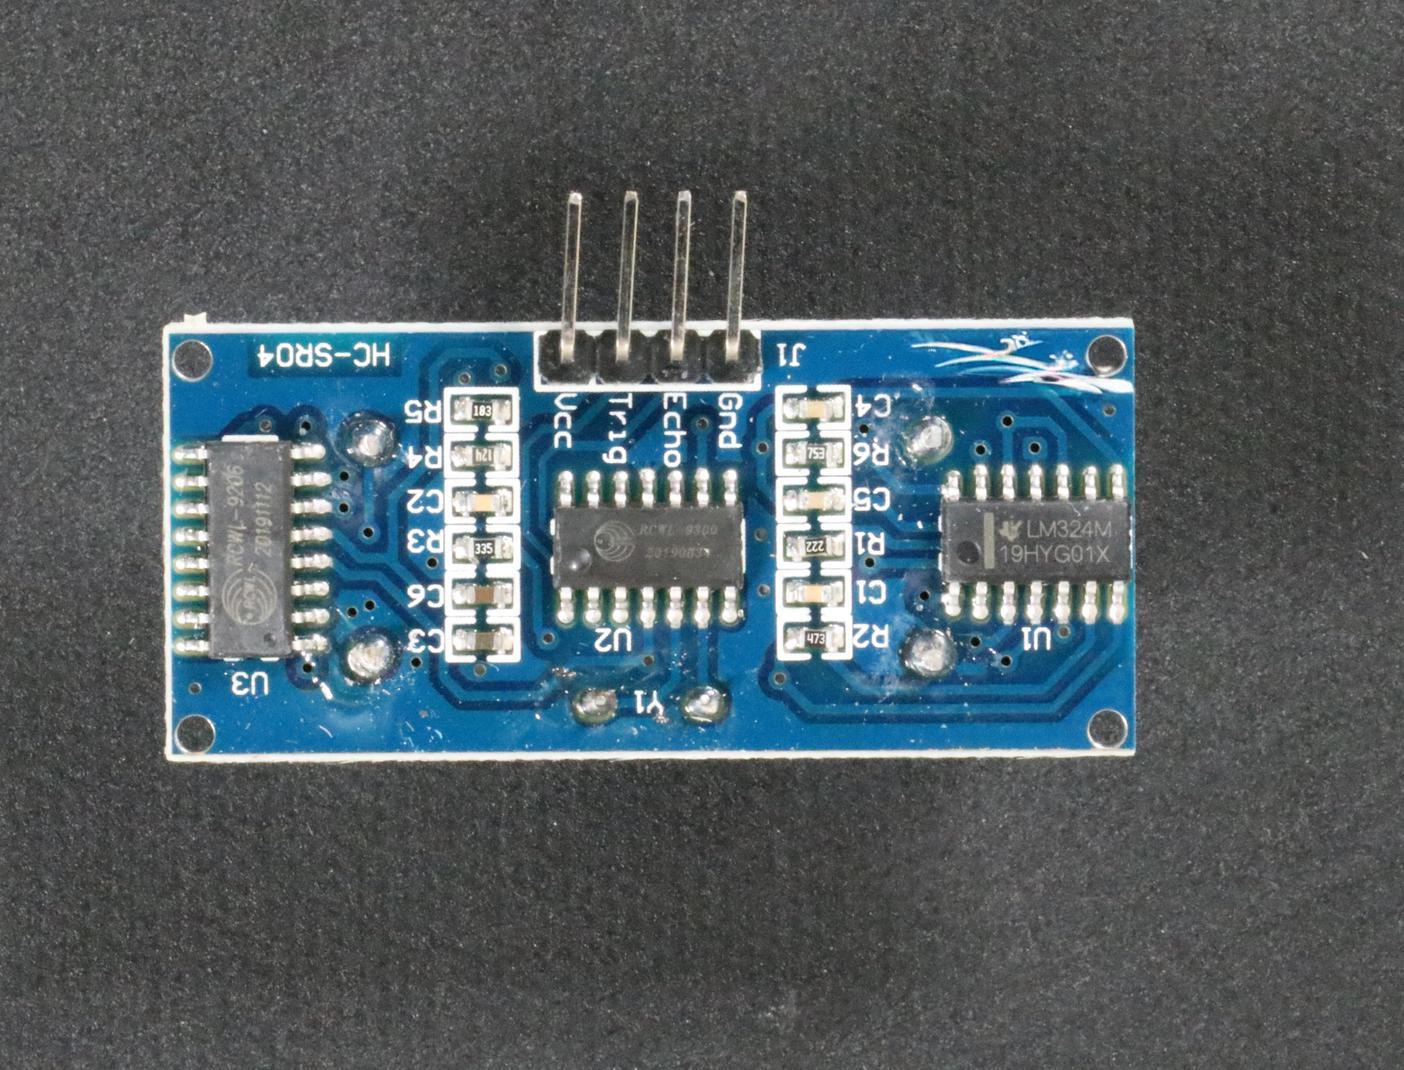 HC-SR04
J1
Vcc
Trig
Echo
Gnd
R5
183
R4
124
C2
R3
335
C6
C3
C4
R6
753
C5
R1
222
C1
R2
473
RCWL-9206
20191112
RCWL
U3
RCWL 9300
U2
LM324M
19HYG01X
U1
Y1